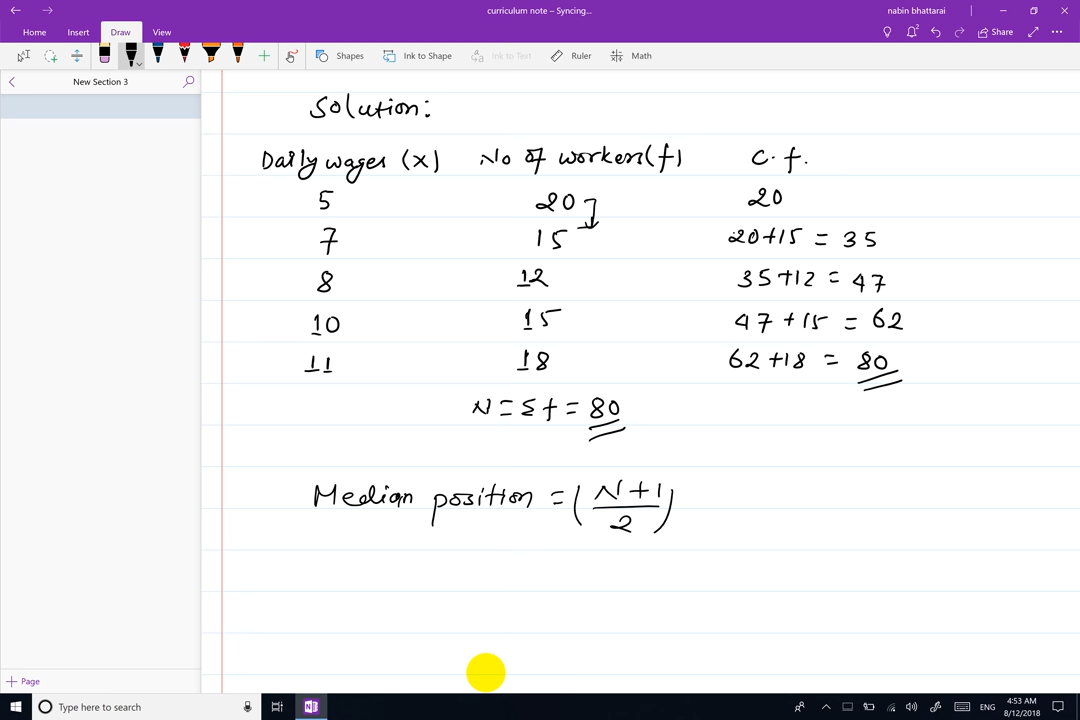 curriculum note – Syncing...
nabin bhattarai
Home Insert Draw View
Share
Shapes Ink to Shape Ink to Text Ruler Math
New Section 3
Solution:
Daily wages (x) No of workers (f) c.f.
5 20 20
7 15 20+15 = 35
8 12 35+12 = 47
10 15 47+15 = 62
11 18 62+18 = 80
N = Σf = 80
Median position = (N+1/2)
+ Page
Type here to search
ENG
4:53 AM
8/12/2018